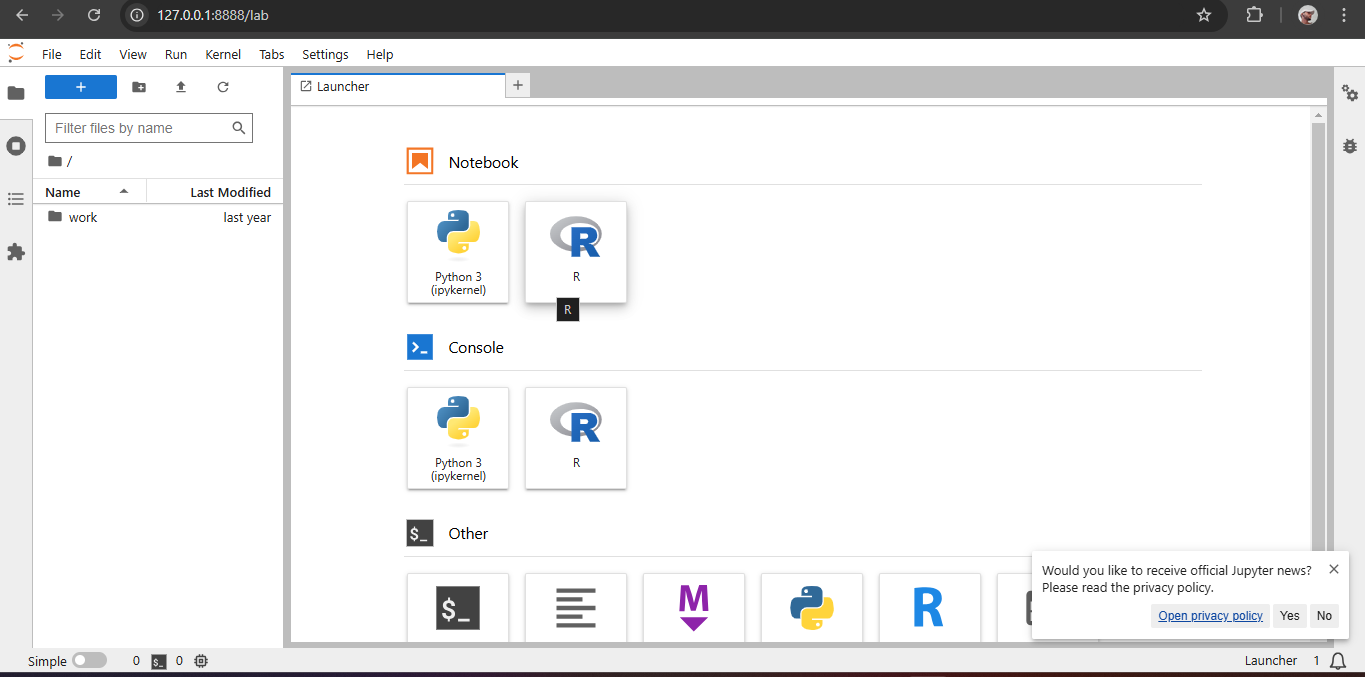 127.0.0.1:8888/lab
File Edit View Run Kernel Tabs Settings Help
+
Launcher
+
Filter files by name
/
Name Last Modified
work last year
Notebook
Python 3
(ipykernel)
R
R
R
Console
>_
Python 3
(ipykernel)
R
R
$_ Other
$_
M
R
Would you like to receive official Jupyter news?
Please read the privacy policy.
Open privacy policy Yes No
Simple 0 $_ 0 Launcher 1